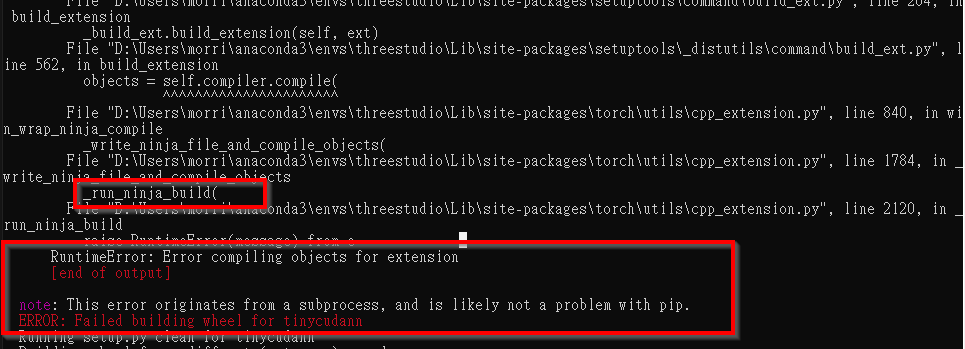 File "D:\Users\morri\anaconda3\envs\threestudio\Lib\site-packages\setuptools\command\build_ext.py", line 264, in
build_extension
_build_ext.build_extension(self, ext)
File "D:\Users\morri\anaconda3\envs\threestudio\Lib\site-packages\setuptools\_distutils\command\build_ext.py", l
ine 562, in build_extension
objects = self.compiler.compile(
^^^^^^^^^^^^^^^^^^^^^^
File "D:\Users\morri\anaconda3\envs\threestudio\Lib\site-packages\torch\utils\cpp_extension.py", line 840, in wi
n_wrap_ninja_compile
_write_ninja_file_and_compile_objects(
File "D:\Users\morri\anaconda3\envs\threestudio\Lib\site-packages\torch\utils\cpp_extension.py", line 1784, in _
write_ninja_file_and_compile_objects
_run_ninja_build(
File "D:\Users\morri\anaconda3\envs\threestudio\Lib\site-packages\torch\utils\cpp_extension.py", line 2120, in _
run_ninja_build
raise RuntimeError(message) from e
RuntimeError: Error compiling objects for extension
[end of output]
note: This error originates from a subprocess, and is likely not a problem with pip.
ERROR: Failed building wheel for tinycudann
Running setup.py clean for tinycudann